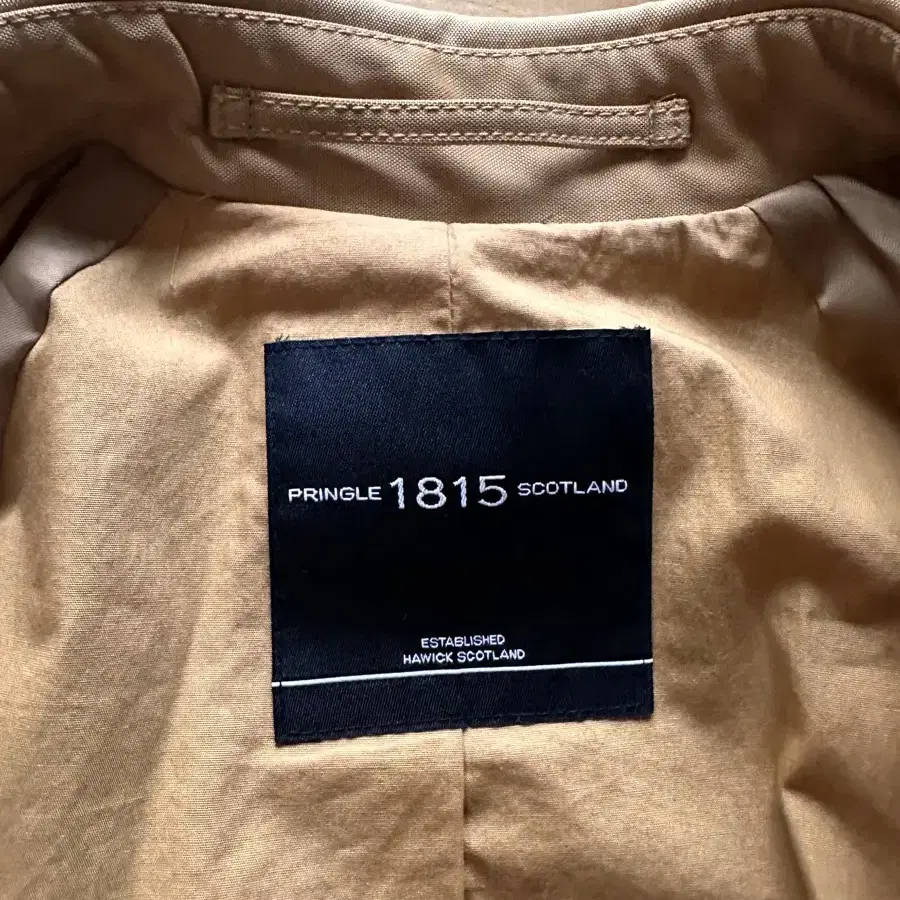 PRINGLE 1815 SCOTLAND
ESTABLISHED
HAWICK SCOTLAND